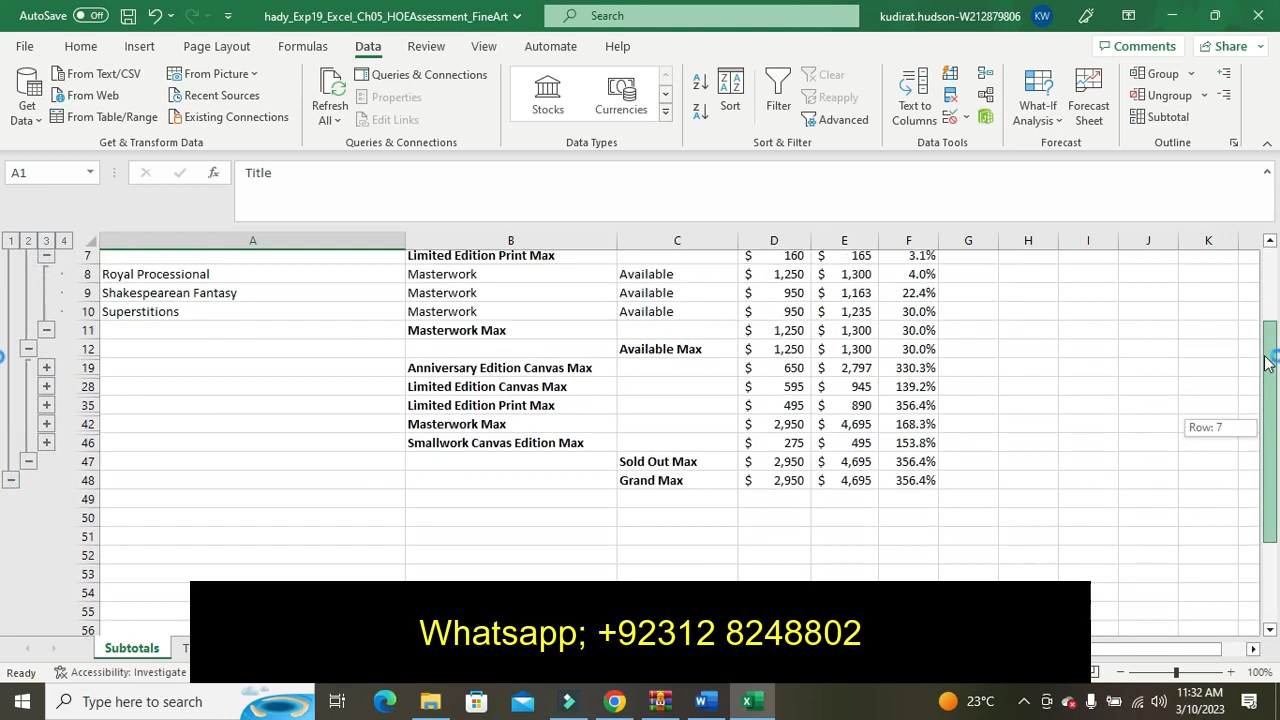 AutoSave Off hady_Exp19_Excel_Ch05_HOEAssessment_FineArt Search kudirat.hudson-W212879806 KW
File Home Insert Page Layout Formulas Data Review View Automate Help Comments Share
Get Data From Text/CSV From Web From Table/Range From Picture Recent Sources Existing Connections
Refresh All Queries & Connections Properties Edit Links
Stocks Currencies
Sort Filter Clear Reapply Advanced
Text to Columns
What-If Analysis Forecast Sheet
Group Ungroup Subtotal
Get & Transform Data Queries & Connections Data Types Sort & Filter Data Tools Forecast Outline
A1 fx Title
1 2 3 4 A B C D E F G H I J K
7 Limited Edition Print Max $ 160 $ 165 3.1%
8 Royal Processional Masterwork Available $ 1,250 $ 1,300 4.0%
9 Shakespearean Fantasy Masterwork Available $ 950 $ 1,163 22.4%
10 Superstitions Masterwork Available $ 950 $ 1,235 30.0%
11 Masterwork Max $ 1,250 $ 1,300 30.0%
12 Available Max $ 1,250 $ 1,300 30.0%
19 Anniversary Edition Canvas Max $ 650 $ 2,797 330.3%
28 Limited Edition Canvas Max $ 595 $ 945 139.2%
35 Limited Edition Print Max $ 495 $ 890 356.4%
42 Masterwork Max $ 2,950 $ 4,695 168.3%
Row: 7
46 Smallwork Canvas Edition Max $ 275 $ 495 153.8%
47 Sold Out Max $ 2,950 $ 4,695 356.4%
48 Grand Max $ 2,950 $ 4,695 356.4%
49
50
51
52
53
54
55
56
Whatsapp; +92312 8248802
Subtotals
Ready Accessibility: Investigate 100%
Type here to search 23°C 11:32 AM
3/10/2023